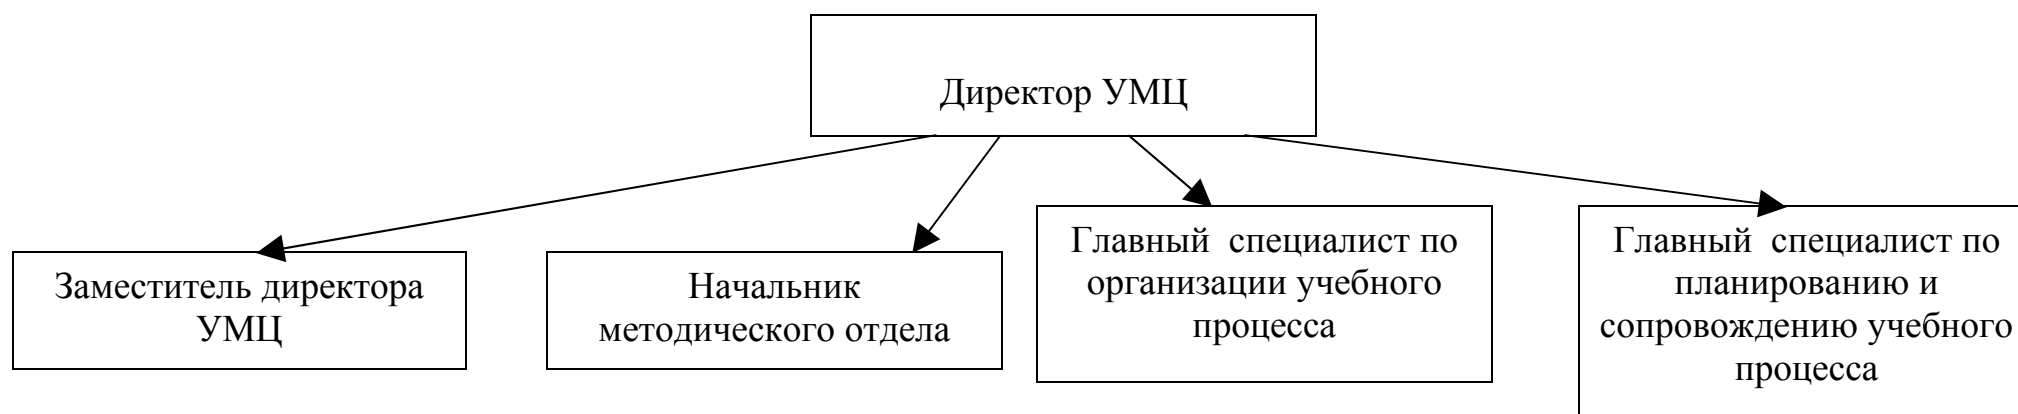 Директор УМЦ
Заместитель директора
УМЦ
Начальник
методического отдела
Главный  специалист по
организации учебного
процесса
Главный  специалист по
планированию и
сопровождению учебного
процесса